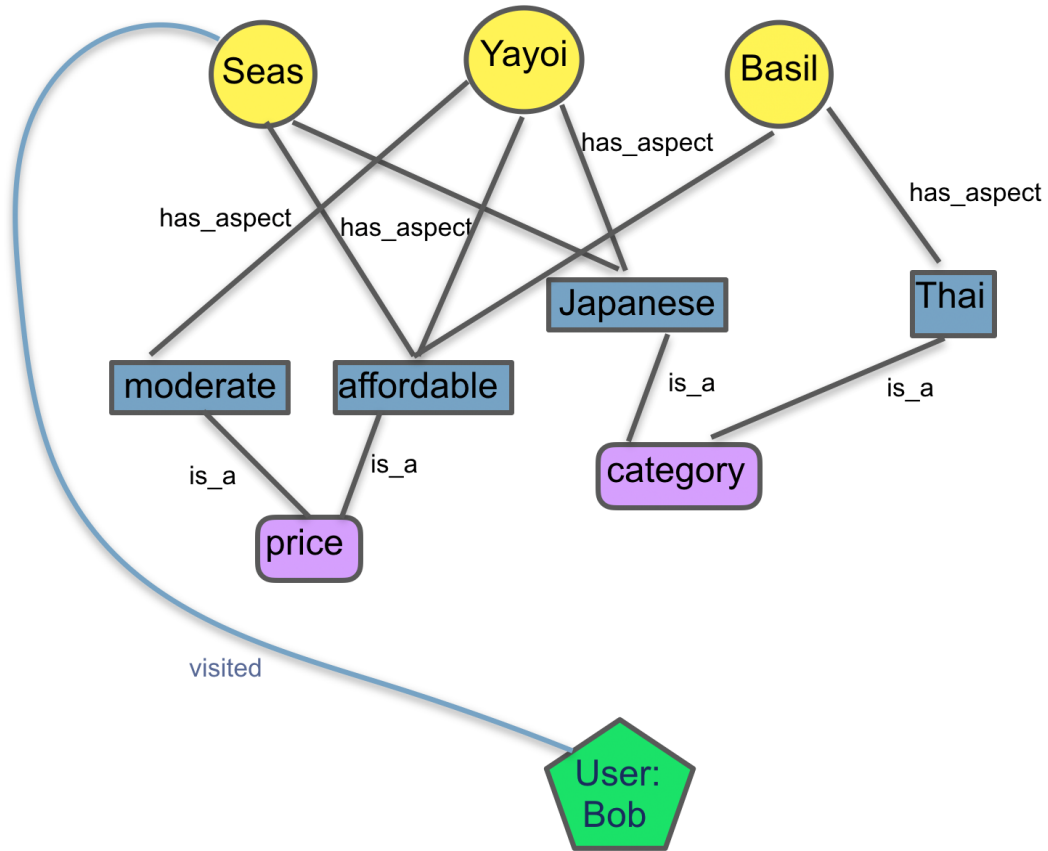 Seas
Yayoi
Basil
has_aspect
has_aspect
has_aspect
has_aspect
Japanese
Thai
moderate
affordable
is_a
is_a
is_a
is_a
category
price
visited
User:
Bob